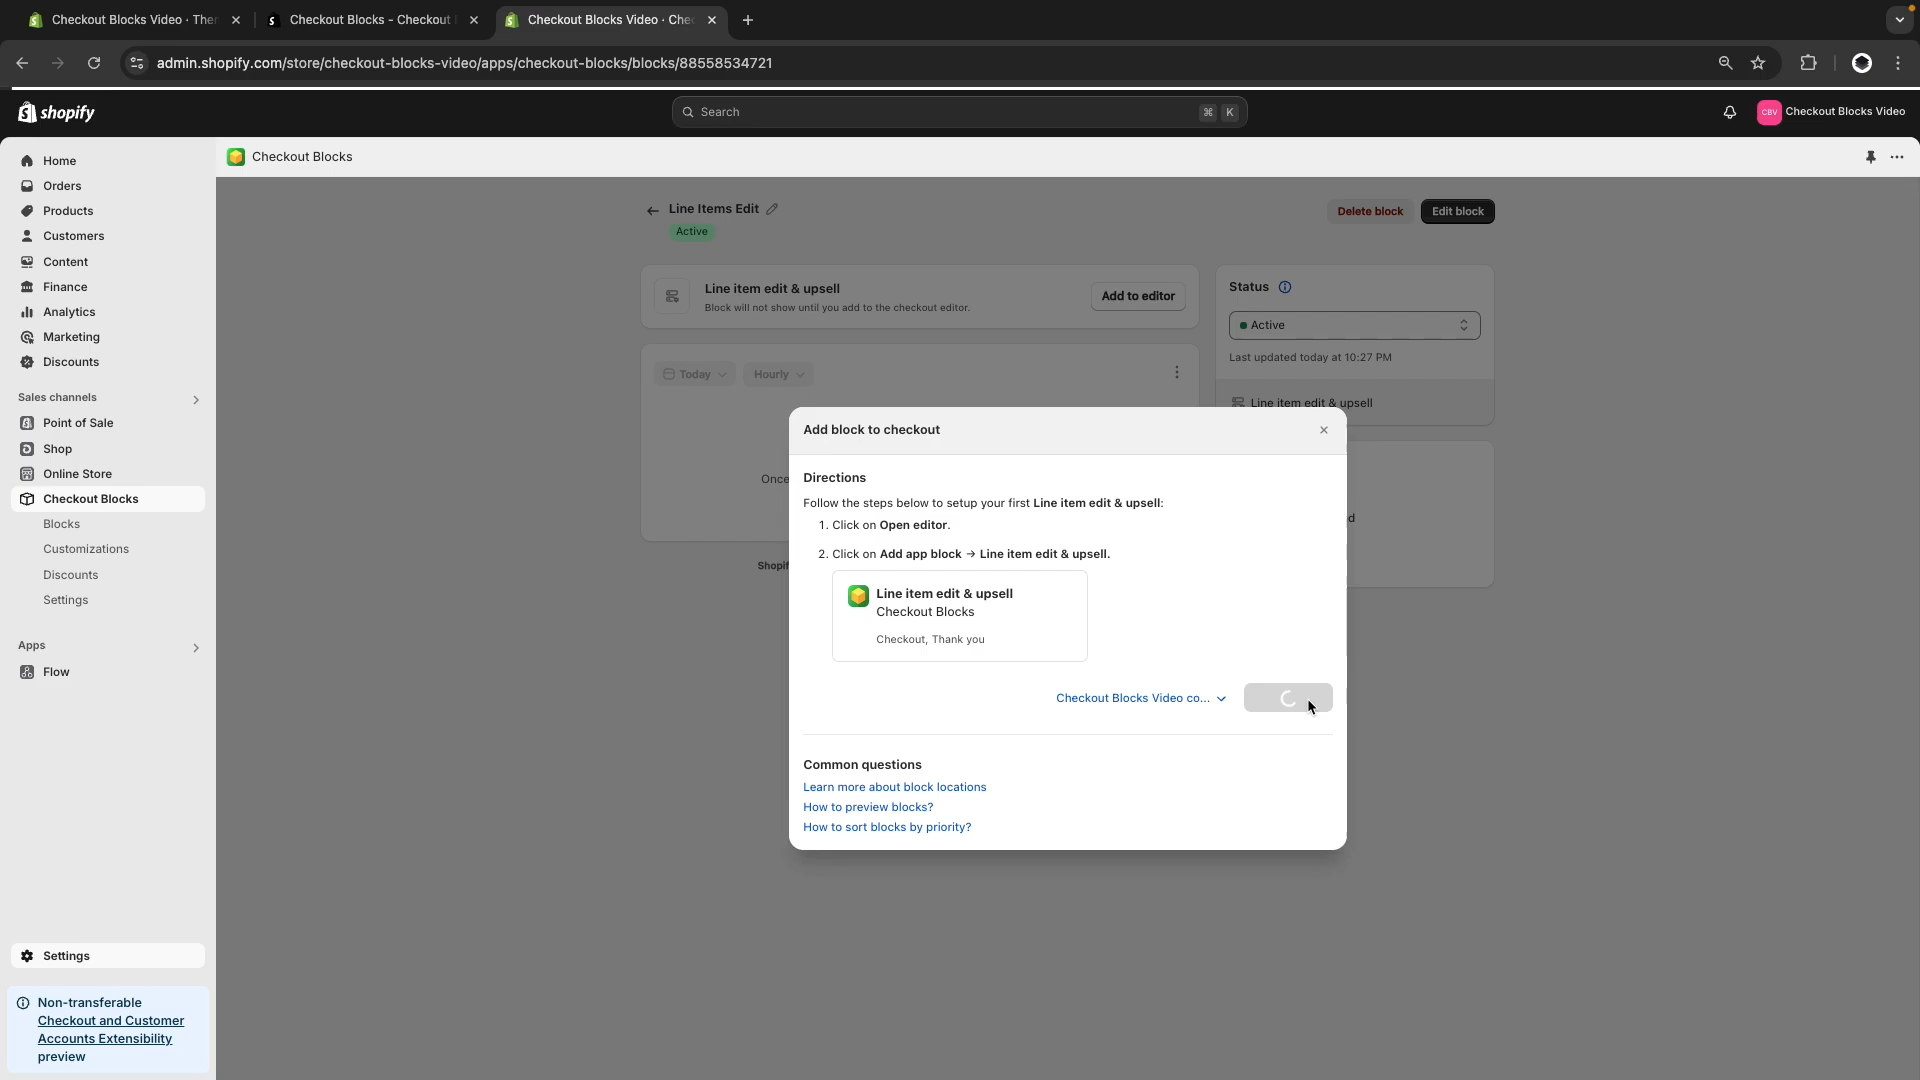 Checkout Blocks Video · Ther
Checkout Blocks - Checkout
Checkout Blocks Video · Chec
admin.shopify.com/store/checkout-blocks-video/apps/checkout-blocks/blocks/88558534721
shopify
Search
⌘ K
CBV
Checkout Blocks Video
Home
Orders
Products
Customers
Content
Finance
Analytics
Marketing
Discounts
Sales channels
Point of Sale
Shop
Online Store
Checkout Blocks
Blocks
Customizations
Discounts
Settings
Apps
Flow
Settings
Non-transferable
Checkout and Customer
Accounts Extensibility
preview
Checkout Blocks
Line Items Edit
Active
Delete block
Edit block
Line item edit & upsell
Block will not show until you add to the checkout editor.
Add to editor
Status
Active
Last updated today at 10:27 PM
Line item edit & upsell
Today
Hourly
Once
d
Shopif
Add block to checkout
Directions
Follow the steps below to setup your first Line item edit & upsell:
1. Click on Open editor.
2. Click on Add app block → Line item edit & upsell.
Line item edit & upsell
Checkout Blocks
Checkout, Thank you
Checkout Blocks Video co...
Common questions
Learn more about block locations
How to preview blocks?
How to sort blocks by priority?